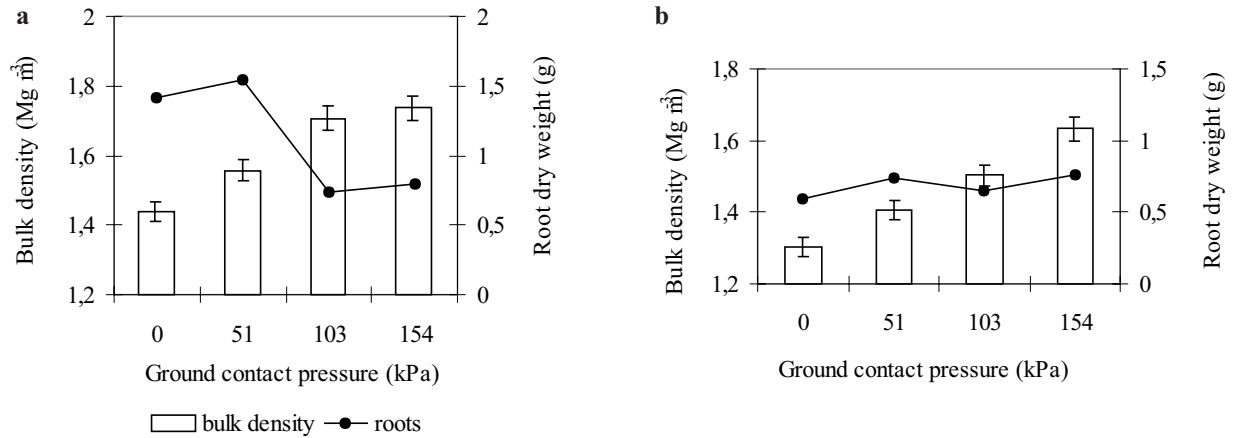 a
2
1,8
1,6
1,4
1,2
Bulk density (Mg m-3)
2
1,5
1
0,5
0
Root dry weight (g)
0 51 103 154
Ground contact pressure (kPa)
bulk density roots
b
1,8
1,6
1,4
1,2
Bulk density (Mg m-3)
1,5
1
0,5
0
Root dry weight (g)
0 51 103 154
Ground contact pressure (kPa)